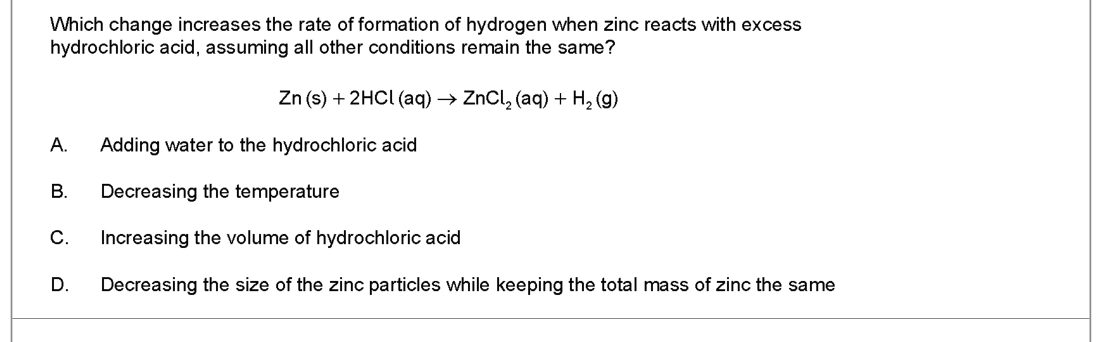 Which change increases the rate of formation of hydrogen when zinc reacts with excess
hydrochloric acid, assuming all other conditions remain the same?
Zn (s) + 2HCl (aq) → ZnCl₂ (aq) + H₂ (g)
A. Adding water to the hydrochloric acid
B. Decreasing the temperature
C. Increasing the volume of hydrochloric acid
D. Decreasing the size of the zinc particles while keeping the total mass of zinc the same